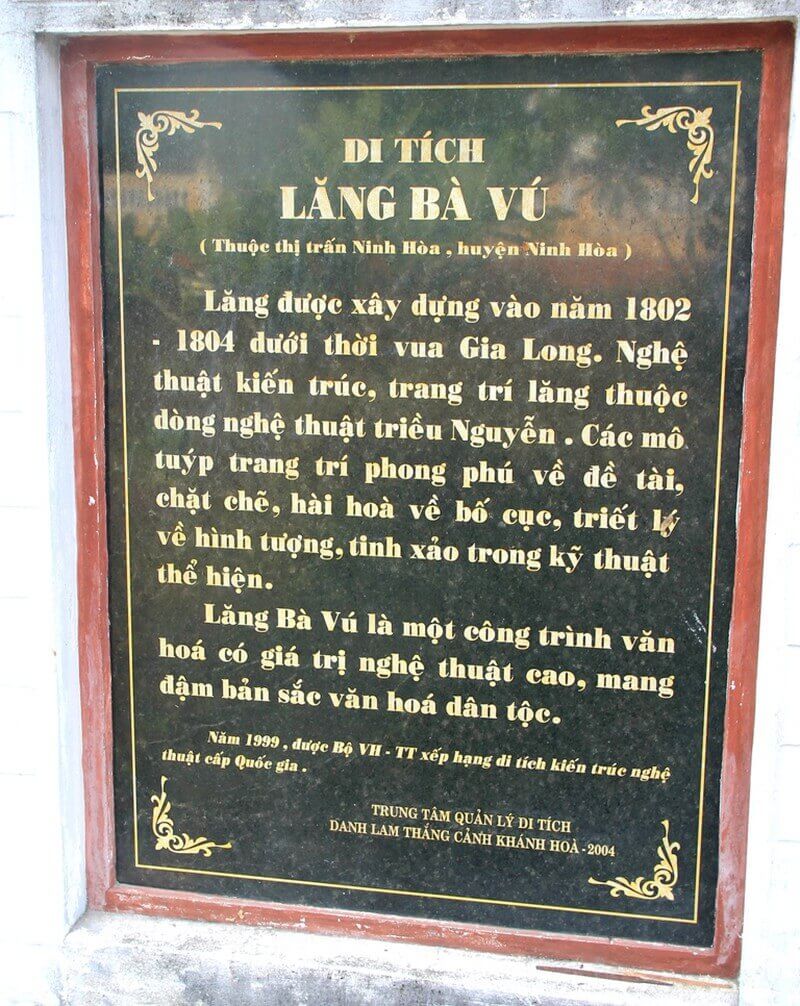 DI TÍCH
LĂNG BÀ VÚ
( Thuộc thị trấn Ninh Hòa , huyện Ninh Hòa )
Lăng được xây dựng vào năm 1802
- 1804 dưới thời vua Gia Long. Nghệ
thuật kiến trúc, trang trí lăng thuộc
dòng nghệ thuật triều Nguyễn . Các mô
tuýp trang trí phong phú về đề tài,
chặt chẽ, hài hoà về bố cục, triết lý
về hình tượng, tinh xảo trong kỹ thuật
thể hiện.
Lăng Bà Vú là một công trình văn
hoá có giá trị nghệ thuật cao, mang
đậm bản sắc văn hoá dân tộc.
Năm 1999 , được Bộ VH - TT xếp hạng di tích kiến trúc nghệ
thuật cấp Quốc gia .
TRUNG TÂM QUẢN LÝ DI TÍCH
DANH LAM THẮNG CẢNH KHÁNH HOÀ - 2004